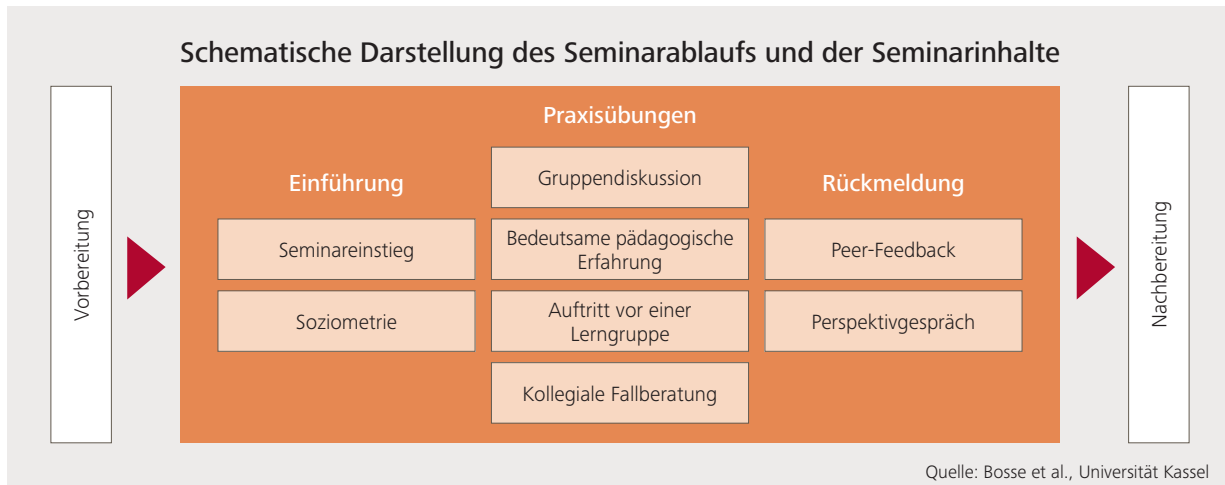 Schematische Darstellung des Seminarablaufs und der Seminarinhalte
Vorbereitung
Einführung
Seminareinstieg
Soziometrie
Praxisübungen
Gruppendiskussion
Bedeutsame pädagogische
Erfahrung
Auftritt vor einer
Lerngruppe
Kollegiale Fallberatung
Rückmeldung
Peer-Feedback
Perspektivgespräch
Nachbereitung
Quelle: Bosse et al., Universität Kassel